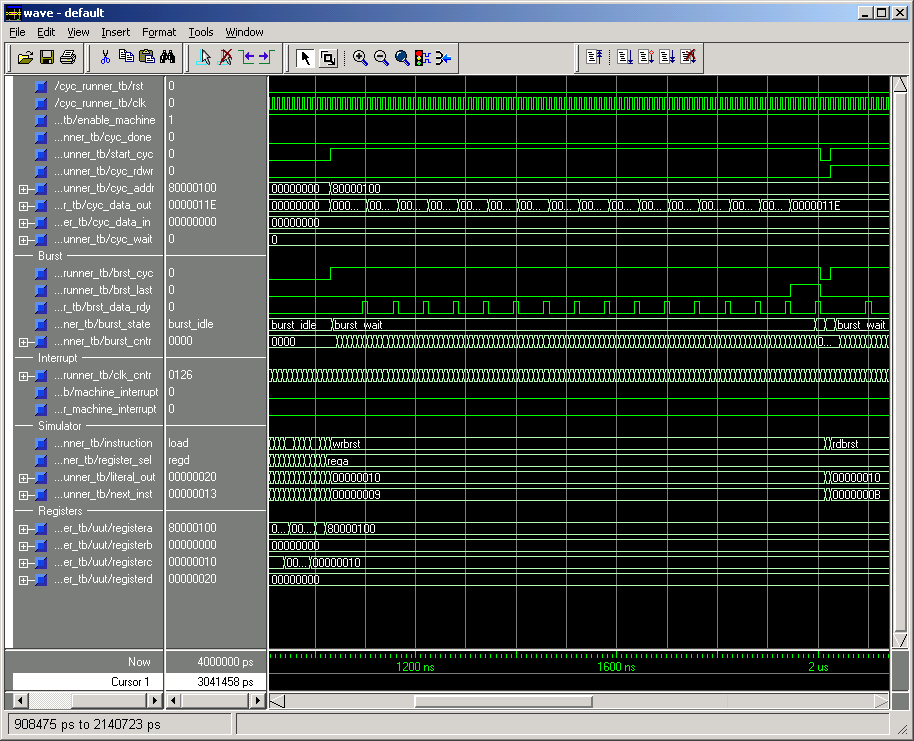 wave - default
File Edit View Insert Format Tools Window
/cyc_runner_tb/rst 0
/cyc_runner_tb/clk 0
...tb/enable_machine 1
...nner_tb/cyc_done 0
...unner_tb/start_cyc 0
...unner_tb/cyc_rdwr 0
...unner_tb/cyc_addr 80000100 00000000 80000100
...r_tb/cyc_data_out 0000011E 00000000 000... 00... 00... 00... 00... 00... 00... 00... 00... 00... 00... 00... 00... 00... 00... 0000011E
...er_tb/cyc_data_in 00000000 00000000
...unner_tb/cyc_wait 0 0
Burst
...runner_tb/brst_cyc 0
...runner_tb/brst_last 0
...r_tb/brst_data_rdy 0
...ner_tb/burst_state burst_idle burst_idle burst_wait burst_wait
...nner_tb/burst_cntr 0000 0000 0...
Interrupt
...runner_tb/clk_cntr 0126
...b/machine_interrupt 0
...r_machine_interrupt 0
Simulator
...nner_tb/instruction load wrbrst rdbrst
...ner_tb/register_sel regd rega
...unner_tb/literal_out 00000020 00000010 00000010
...unner_tb/next_inst 00000013 00000009 0000000B
Registers
...er_tb/uut/registera 80000100 0... 00... 80000100
...er_tb/uut/registerb 00000000 00000000
...er_tb/uut/registerc 00000010 00... 00000010
...er_tb/uut/registerd 00000020 00000000
Now 4000000 ps 1200 ns 1600 ns 2 us
Cursor 1 3041458 ps
908475 ps to 2140723 ps